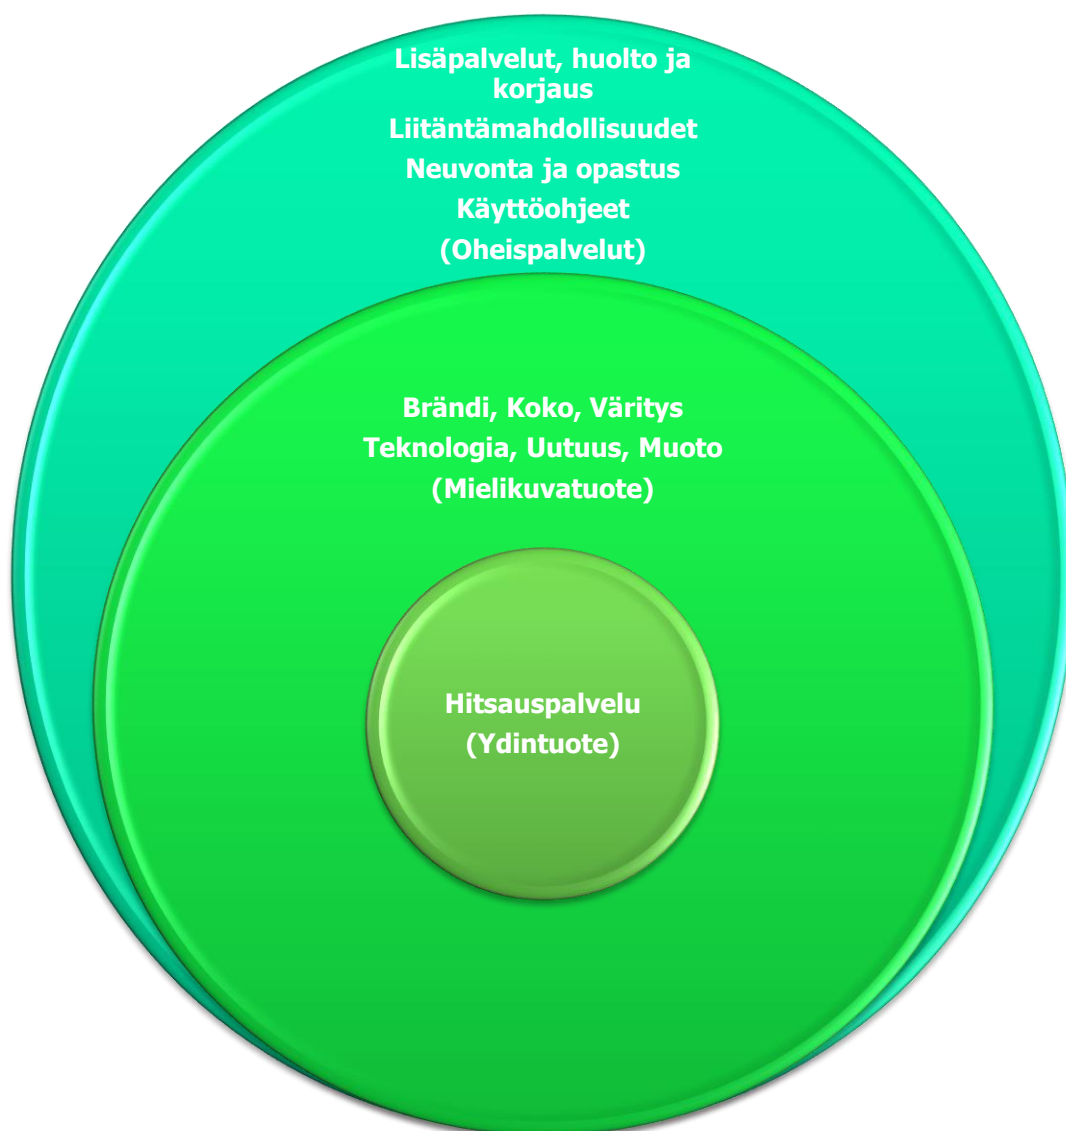 Lisäpalvelut, huolto ja
korjaus
Liitäntämahdollisuudet
Neuvonta ja opastus
Käyttöohjeet
(Oheispalvelut)
Brändi, Koko, Väritys
Teknologia, Uutuus, Muoto
(Mielikuvatuote)
Hitsauspalvelu
(Ydintuote)